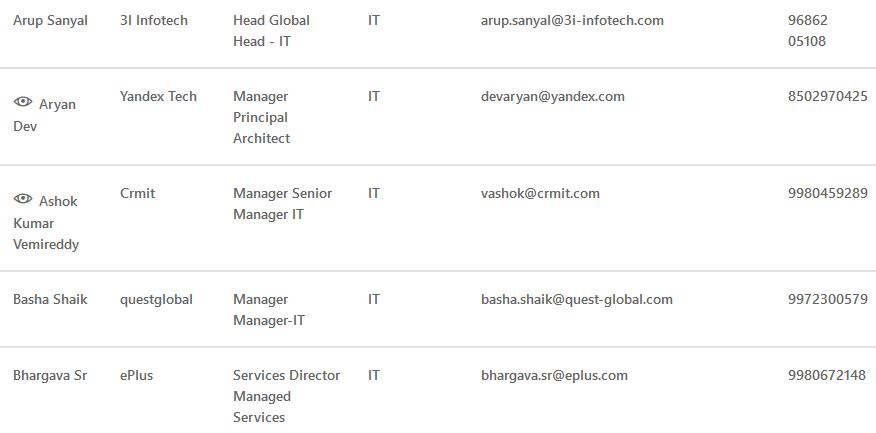 Arup Sanyal 3I Infotech Head Global IT arup.sanyal@3i-infotech.com 96862
Head - IT 05108
Aryan Yandex Tech Manager IT devaryan@yandex.com 8502970425
Dev Principal
Architect
Ashok Crmit Manager Senior IT vashok@crmit.com 9980459289
Kumar Manager IT
Vemireddy
Basha Shaik questglobal Manager IT basha.shaik@quest-global.com 9972300579
Manager-IT
Bhargava Sr ePlus Services Director IT bhargava.sr@eplus.com 9980672148
Managed
Services